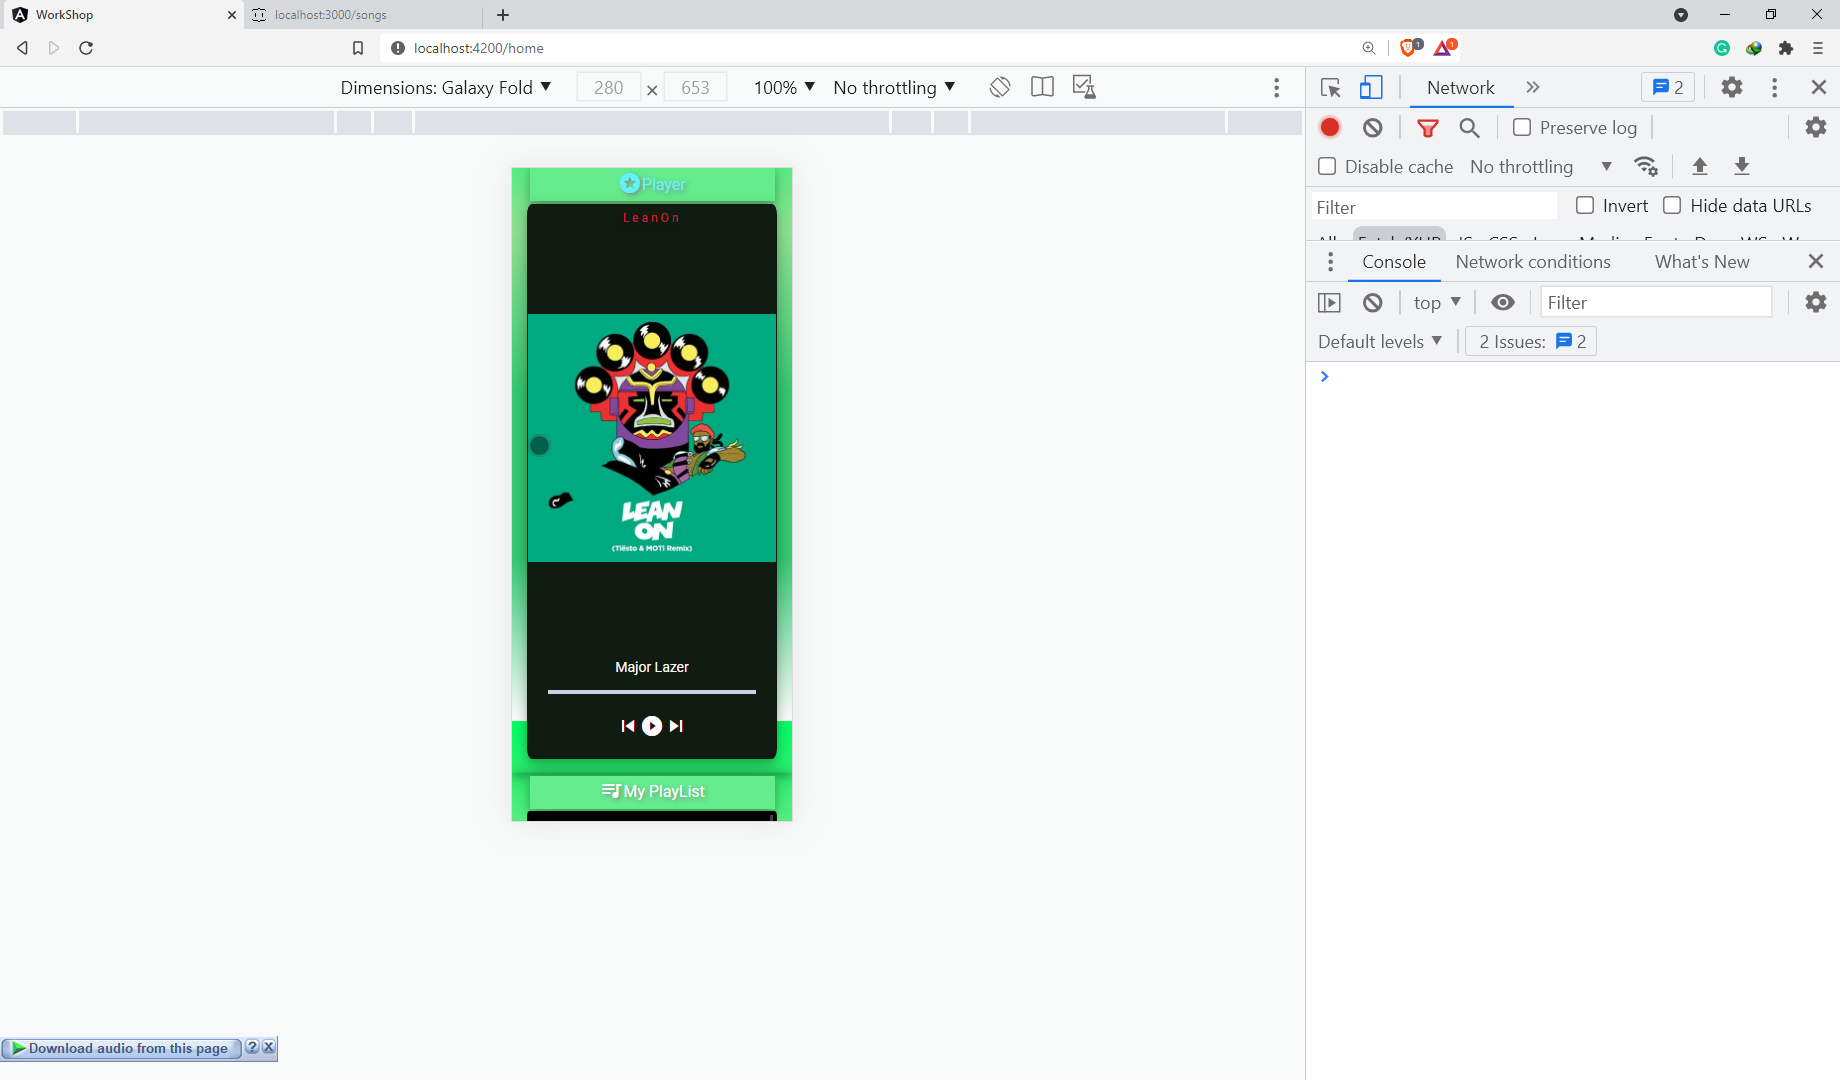 WorkShop
localhost:3000/songs
localhost:4200/home
1
1
Dimensions: Galaxy Fold
280 × 653
100%
No throttling
Network
2
Preserve log
Disable cache
No throttling
Filter
Invert
Hide data URLs
Console
Network conditions
What's New
top
Filter
Default levels
2 Issues: 2
Player
LeanOn
LEAN
ON
(Tiësto & MOTi Remix)
Major Lazer
My PlayList
Download audio from this page